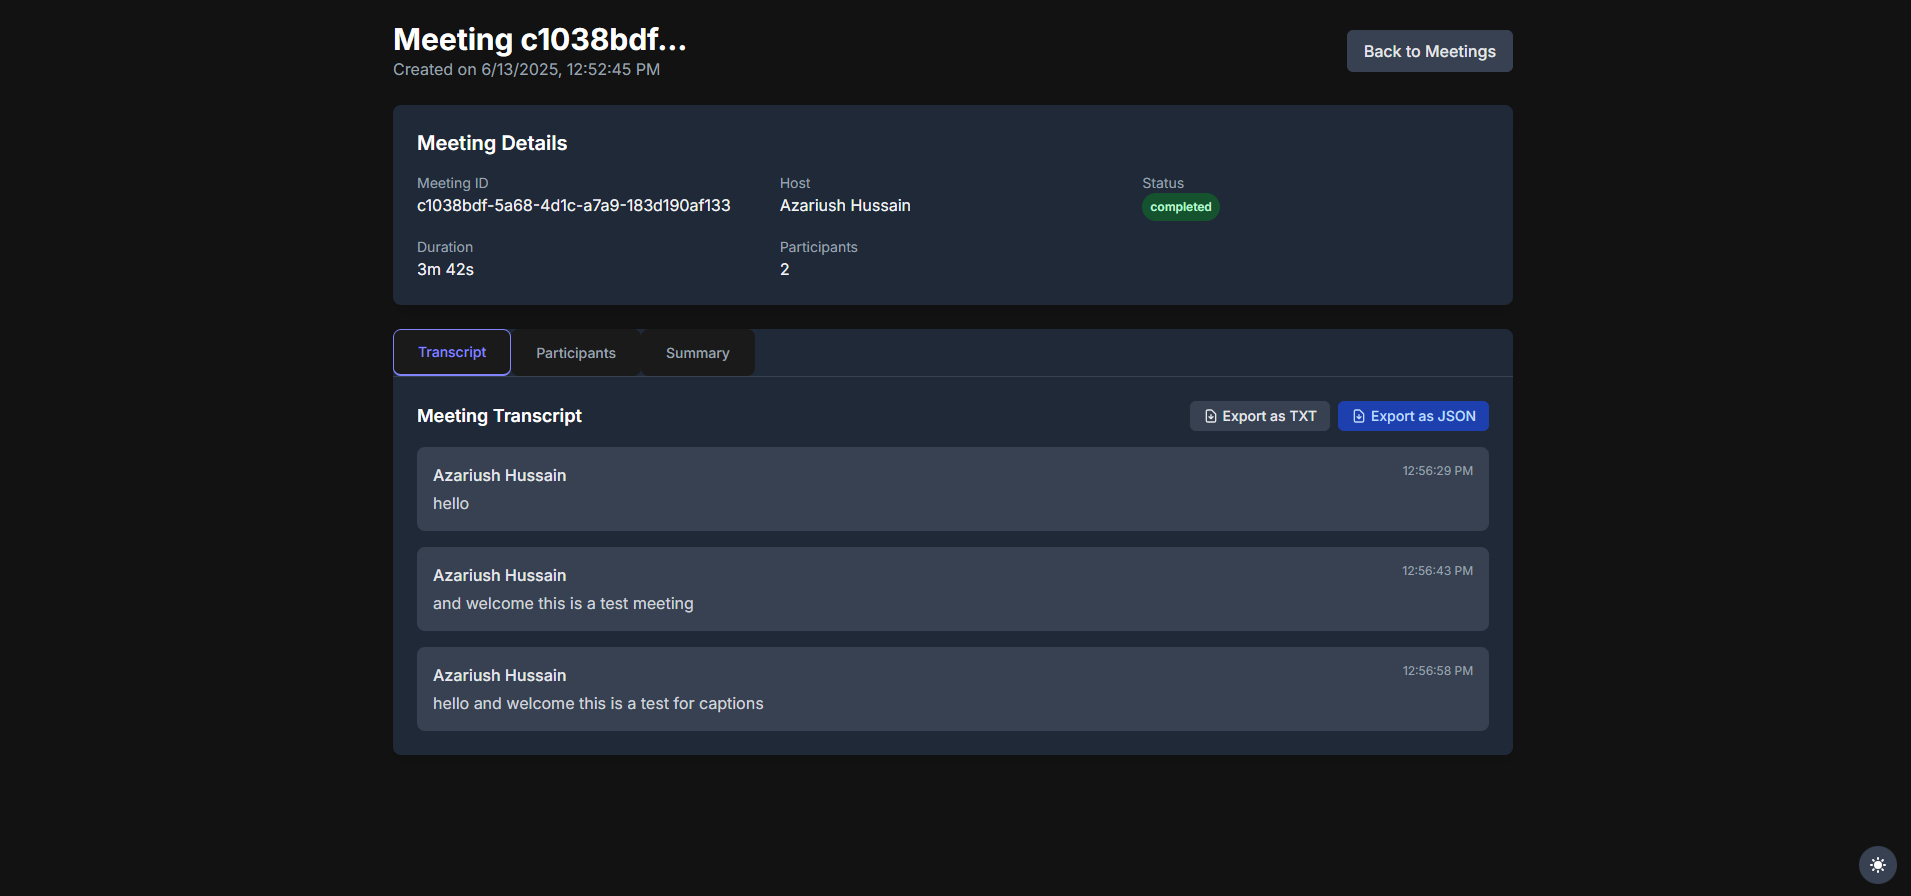 Meeting c1038bdf...
Created on 6/13/2025, 12:52:45 PM
Back to Meetings
Meeting Details
Meeting ID
c1038bdf-5a68-4d1c-a7a9-183d190af133
Host
Azariush Hussain
Status
completed
Duration
3m 42s
Participants
2
Transcript
Participants
Summary
Meeting Transcript
Export as TXT
Export as JSON
Azariush Hussain
12:56:29 PM
hello
Azariush Hussain
12:56:43 PM
and welcome this is a test meeting
Azariush Hussain
12:56:58 PM
hello and welcome this is a test for captions